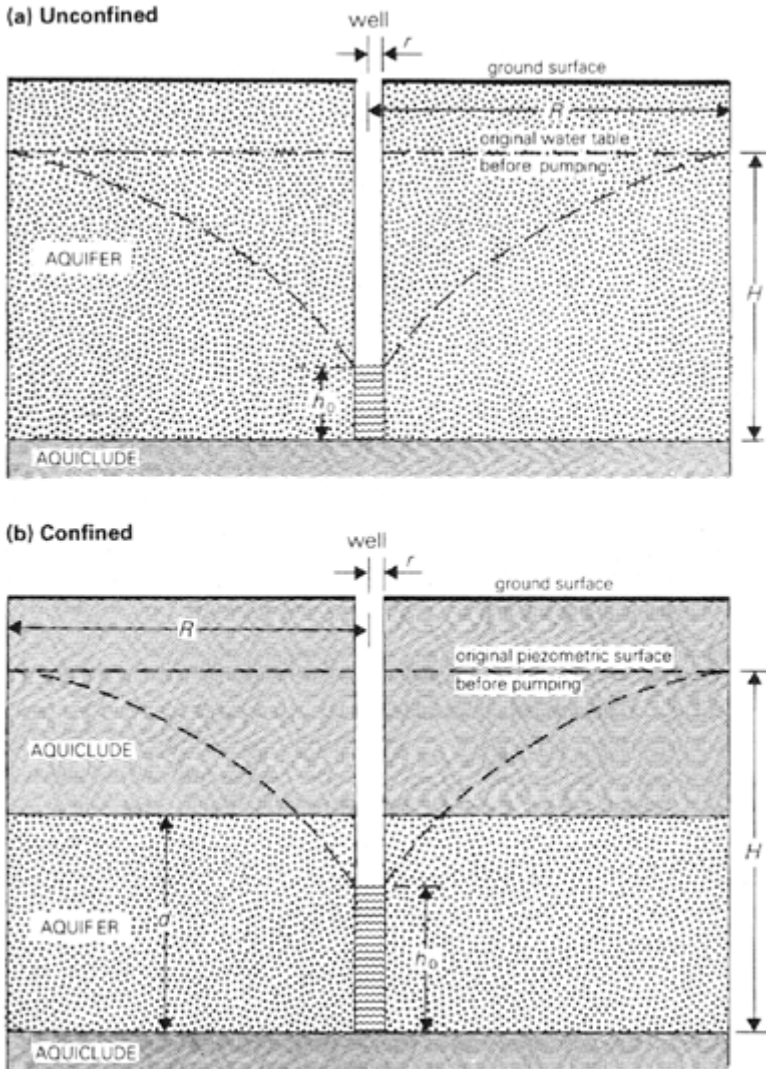 (a) Unconfined
well
r
ground surface
R
original water table
before pumping
AQUIFER
H
h₀
AQUICLUDE
(b) Confined
well
r
ground surface
R
original piezometric surface
before pumping
AQUICLUDE
H
d
AQUIFER
h₀
AQUICLUDE